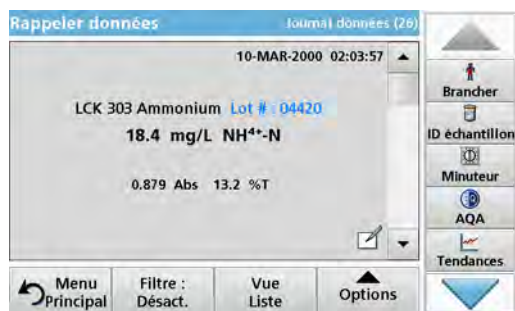 Rappeler données Journal données (26)
10-MAR-2000 02:03:57
LCK 303 Ammonium Lot # : 04420
18.4 mg/L NH⁴⁺-N
0.879 Abs 13.2 %T
Brancher
ID échantillon
Minuteur
AQA
Tendances
Menu Principal
Filtre : Désact.
Vue Liste
Options